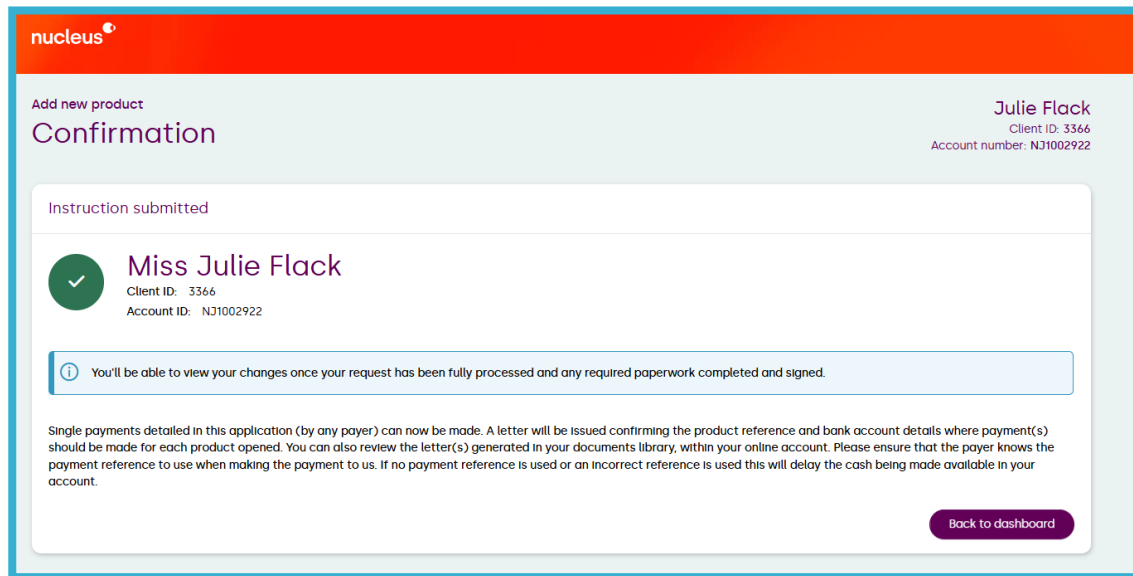 nucleus
Add new product
Confirmation
Julie Flack
Client ID: 3366
Account number: NJ1002922
Instruction submitted
Miss Julie Flack
Client ID: 3366
Account ID: NJ1002922
You'll be able to view your changes once your request has been fully processed and any required paperwork completed and signed.
Single payments detailed in this application (by any payer) can now be made. A letter will be issued confirming the product reference and bank account details where payment(s)
should be made for each product opened. You can also review the letter(s) generated in your documents library, within your online account. Please ensure that the payer knows the
payment reference to use when making the payment to us. If no payment reference is used or an incorrect reference is used this will delay the cash being made available in your
account.
Back to dashboard